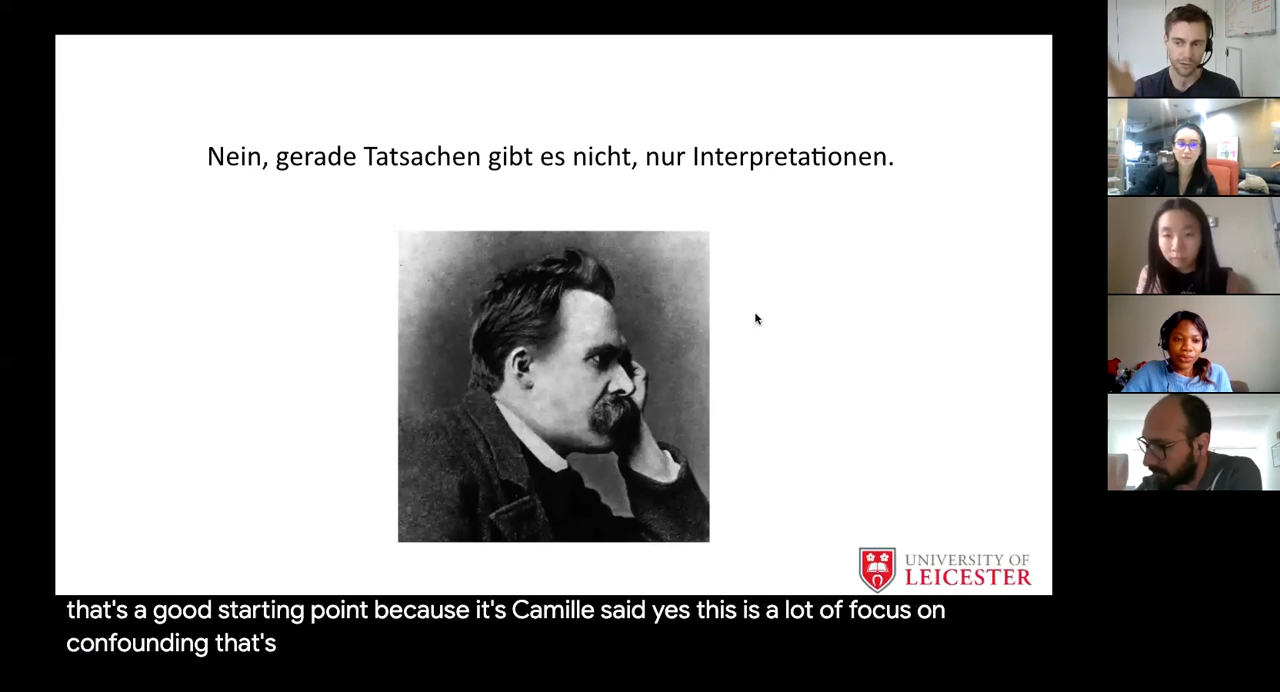 Nein, gerade Tatsachen gibt es nicht, nur Interpretationen.
UNIVERSITY OF
LEICESTER
that's a good starting point because it's Camille said yes this is a lot of focus on
confounding that's